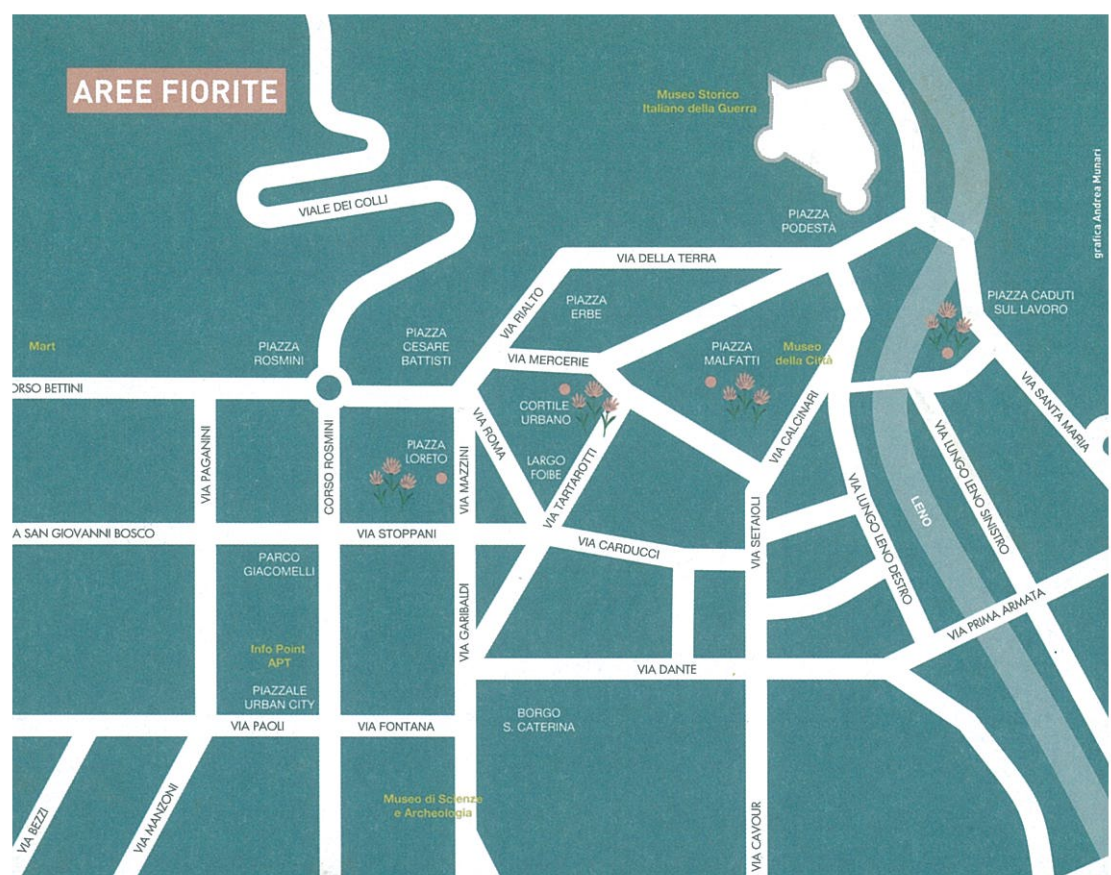 AREE FIORITE
Museo Storico
Italiano della Guerra
grafica Andrea Munari
VIALE DEI COLLI
PIAZZA
PODESTÀ
VIA DELLA TERRA
PIAZZA CADUTI
SUL LAVORO
PIAZZA
ERBE
VIA RIALTO
Mart
PIAZZA
ROSMINI
PIAZZA
CESARE
BATTISTI
VIA MERCERIE
PIAZZA
MALFATTI
Museo
della Città
ORSO BETTINI
CORTILE
URBANO
VIA SANTA MARIA
VIA CALCINARI
VIA ROMA
PIAZZA
LORETO
LARGO
FOIBE
VIA PAGANINI
CORSO ROSMINI
VIA MAZZINI
VIA TARTAROTTI
VIA SETAIOLI
VIA LUNGO LENO DESTRO
LENO
VIA LUNGO LENO SINISTRO
A SAN GIOVANNI BOSCO
VIA STOPPANI
VIA CARDUCCI
PARCO
GIACOMELLI
VIA GARIBALDI
VIA PRIMA ARMATA
Info Point
APT
VIA DANTE
PIAZZALE
URBAN CITY
VIA PAOLI
VIA FONTANA
BORGO
S. CATERINA
Museo di Scienze
e Archeologia
VIA BEZZI
VIA MANZONI
VIA CAVOUR